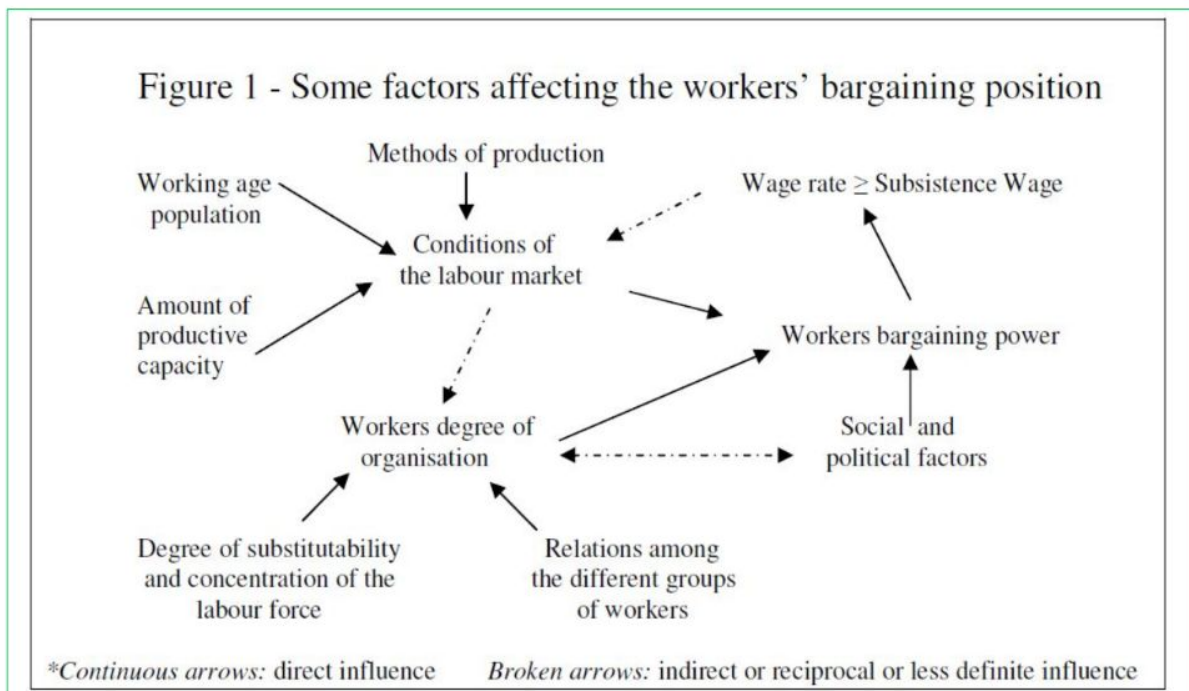 Figure 1 - Some factors affecting the workers’ bargaining position
Methods of production
Working age
population
Wage rate ≥ Subsistence Wage
Conditions of
the labour market
Amount of
productive
capacity
Workers bargaining power
Workers degree of
organisation
Social and
political factors
Degree of substitutability
and concentration of the
labour force
Relations among
the different groups
of workers
*Continuous arrows: direct influence Broken arrows: indirect or reciprocal or less definite influence